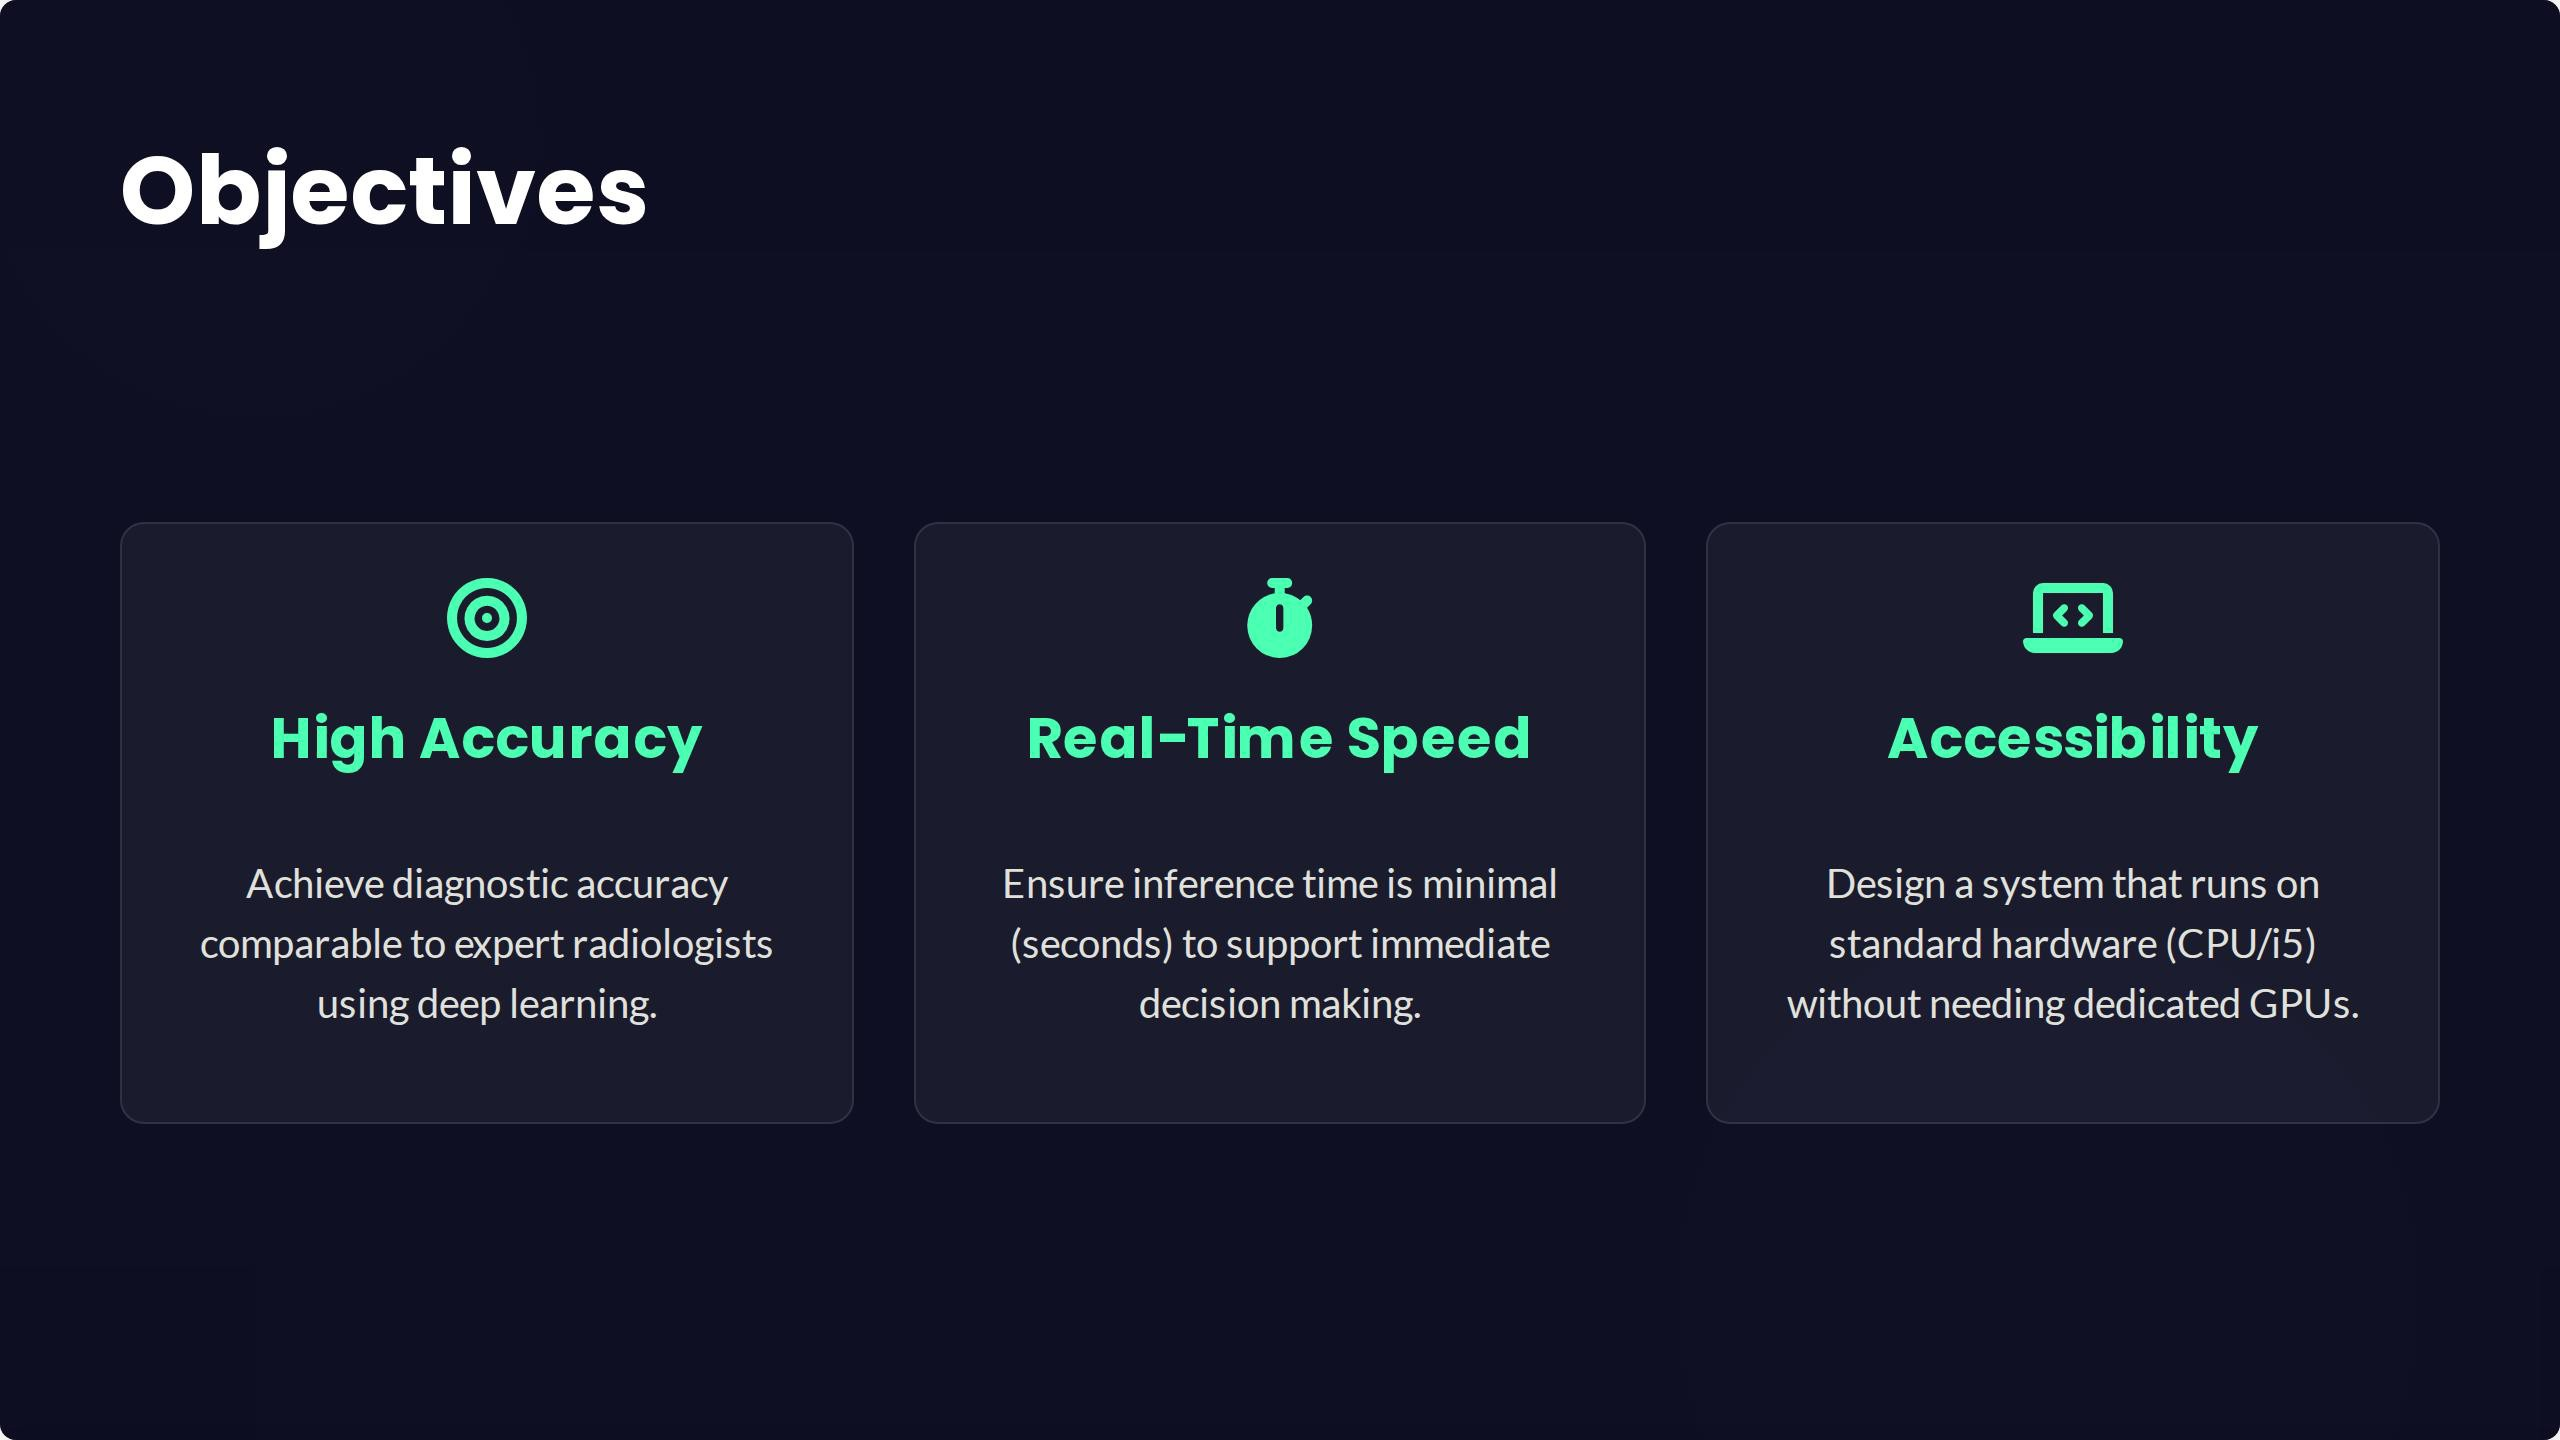 Objectives
High Accuracy
Achieve diagnostic accuracy
comparable to expert radiologists
using deep learning.
Real-Time Speed
Ensure inference time is minimal
(seconds) to support immediate
decision making.
Accessibility
Design a system that runs on
standard hardware (CPU/i5)
without needing dedicated GPUs.